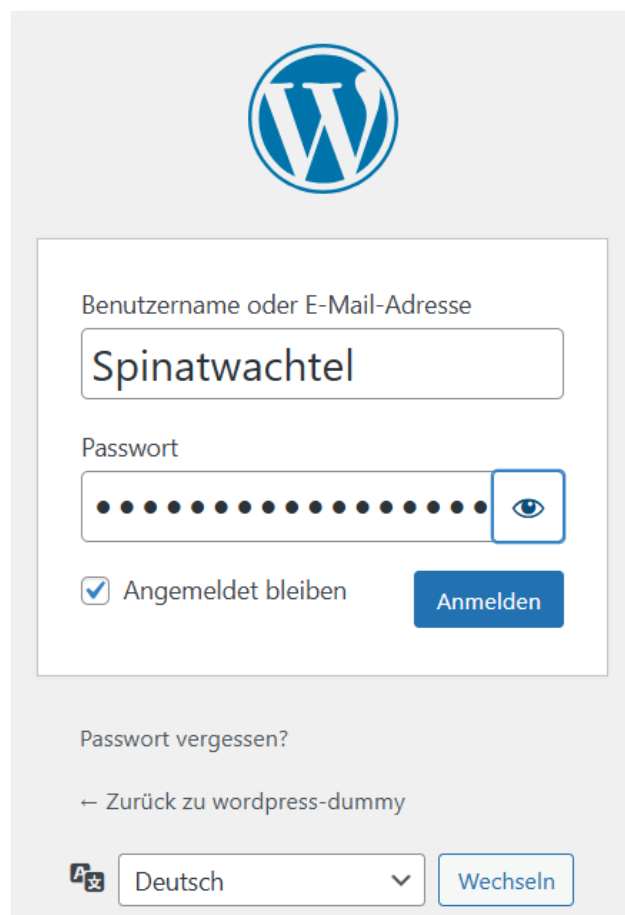 Benutzername oder E-Mail-Adresse
Spinatwachtel
Passwort
•••••••••••••••••
Angemeldet bleiben
Anmelden
Passwort vergessen?
← Zurück zu wordpress-dummy
Deutsch
Wechseln